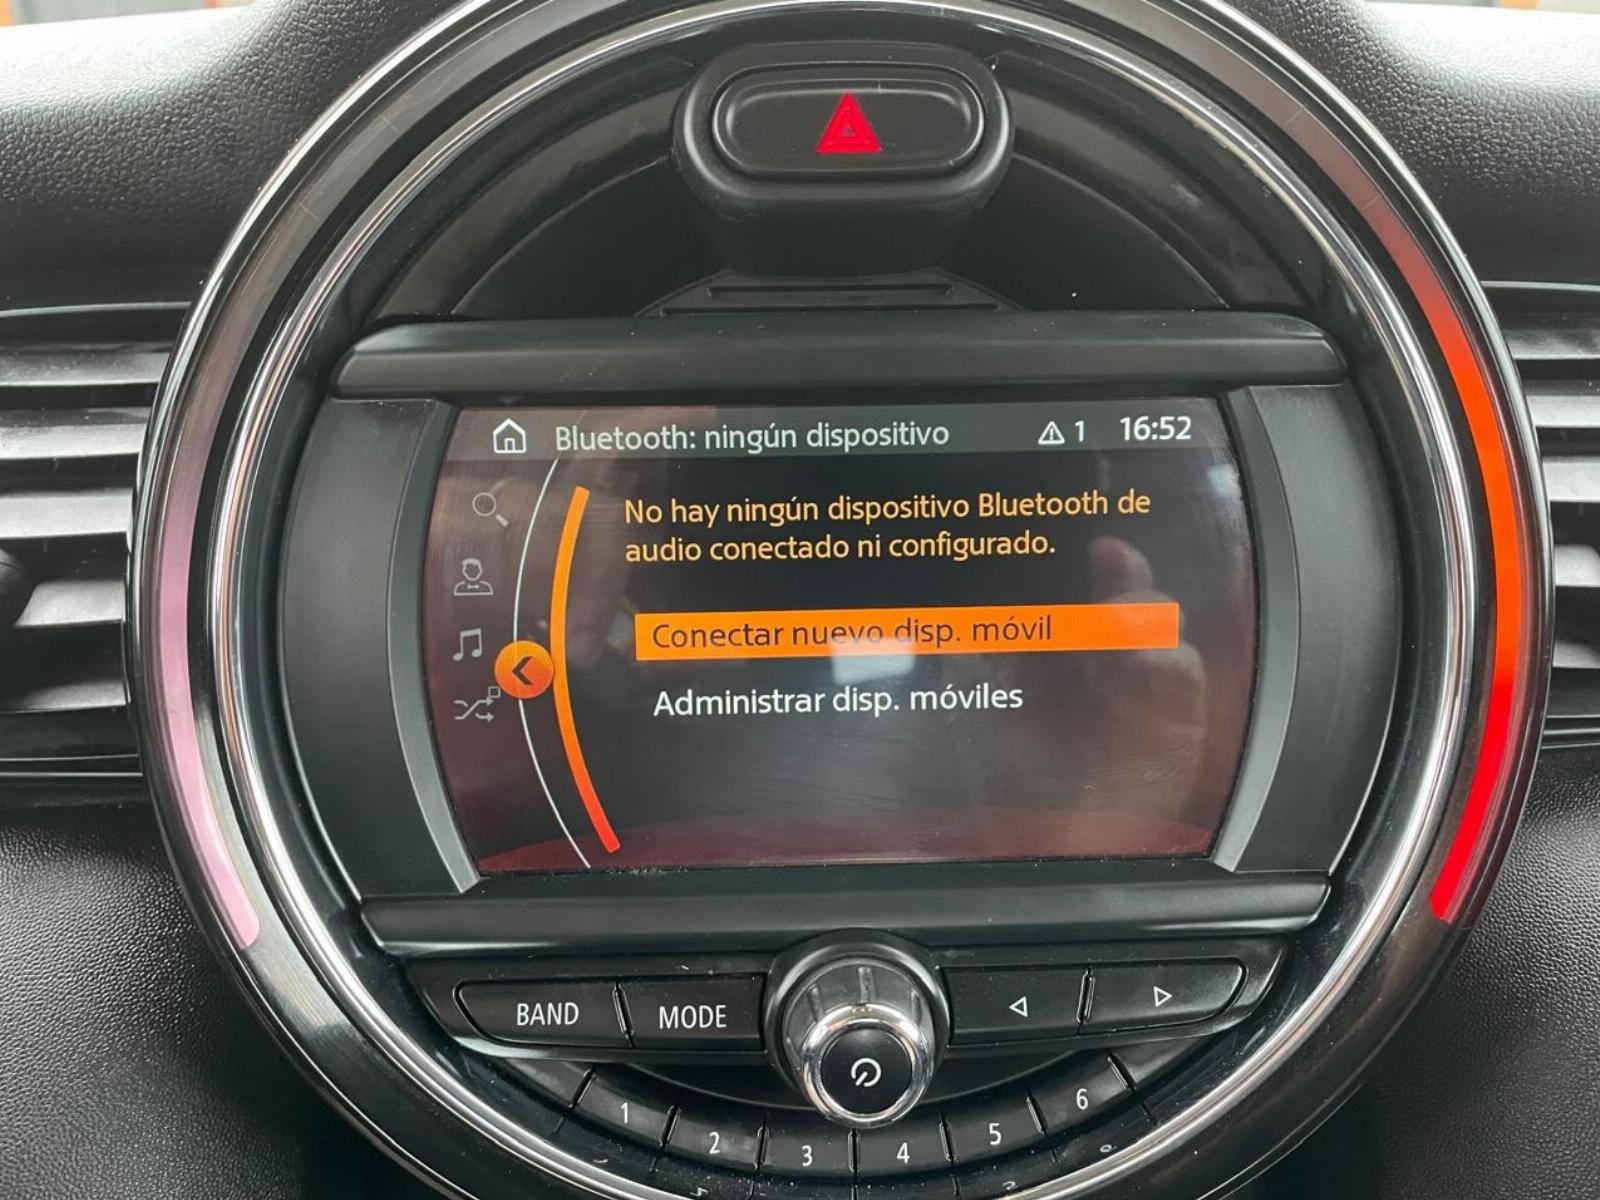 Bluetooth: ningún dispositivo
1 16:52
No hay ningún dispositivo Bluetooth de
audio conectado ni configurado.
Conectar nuevo disp. móvil
Administrar disp. móviles
BAND MODE
1 2 3 4 5 6